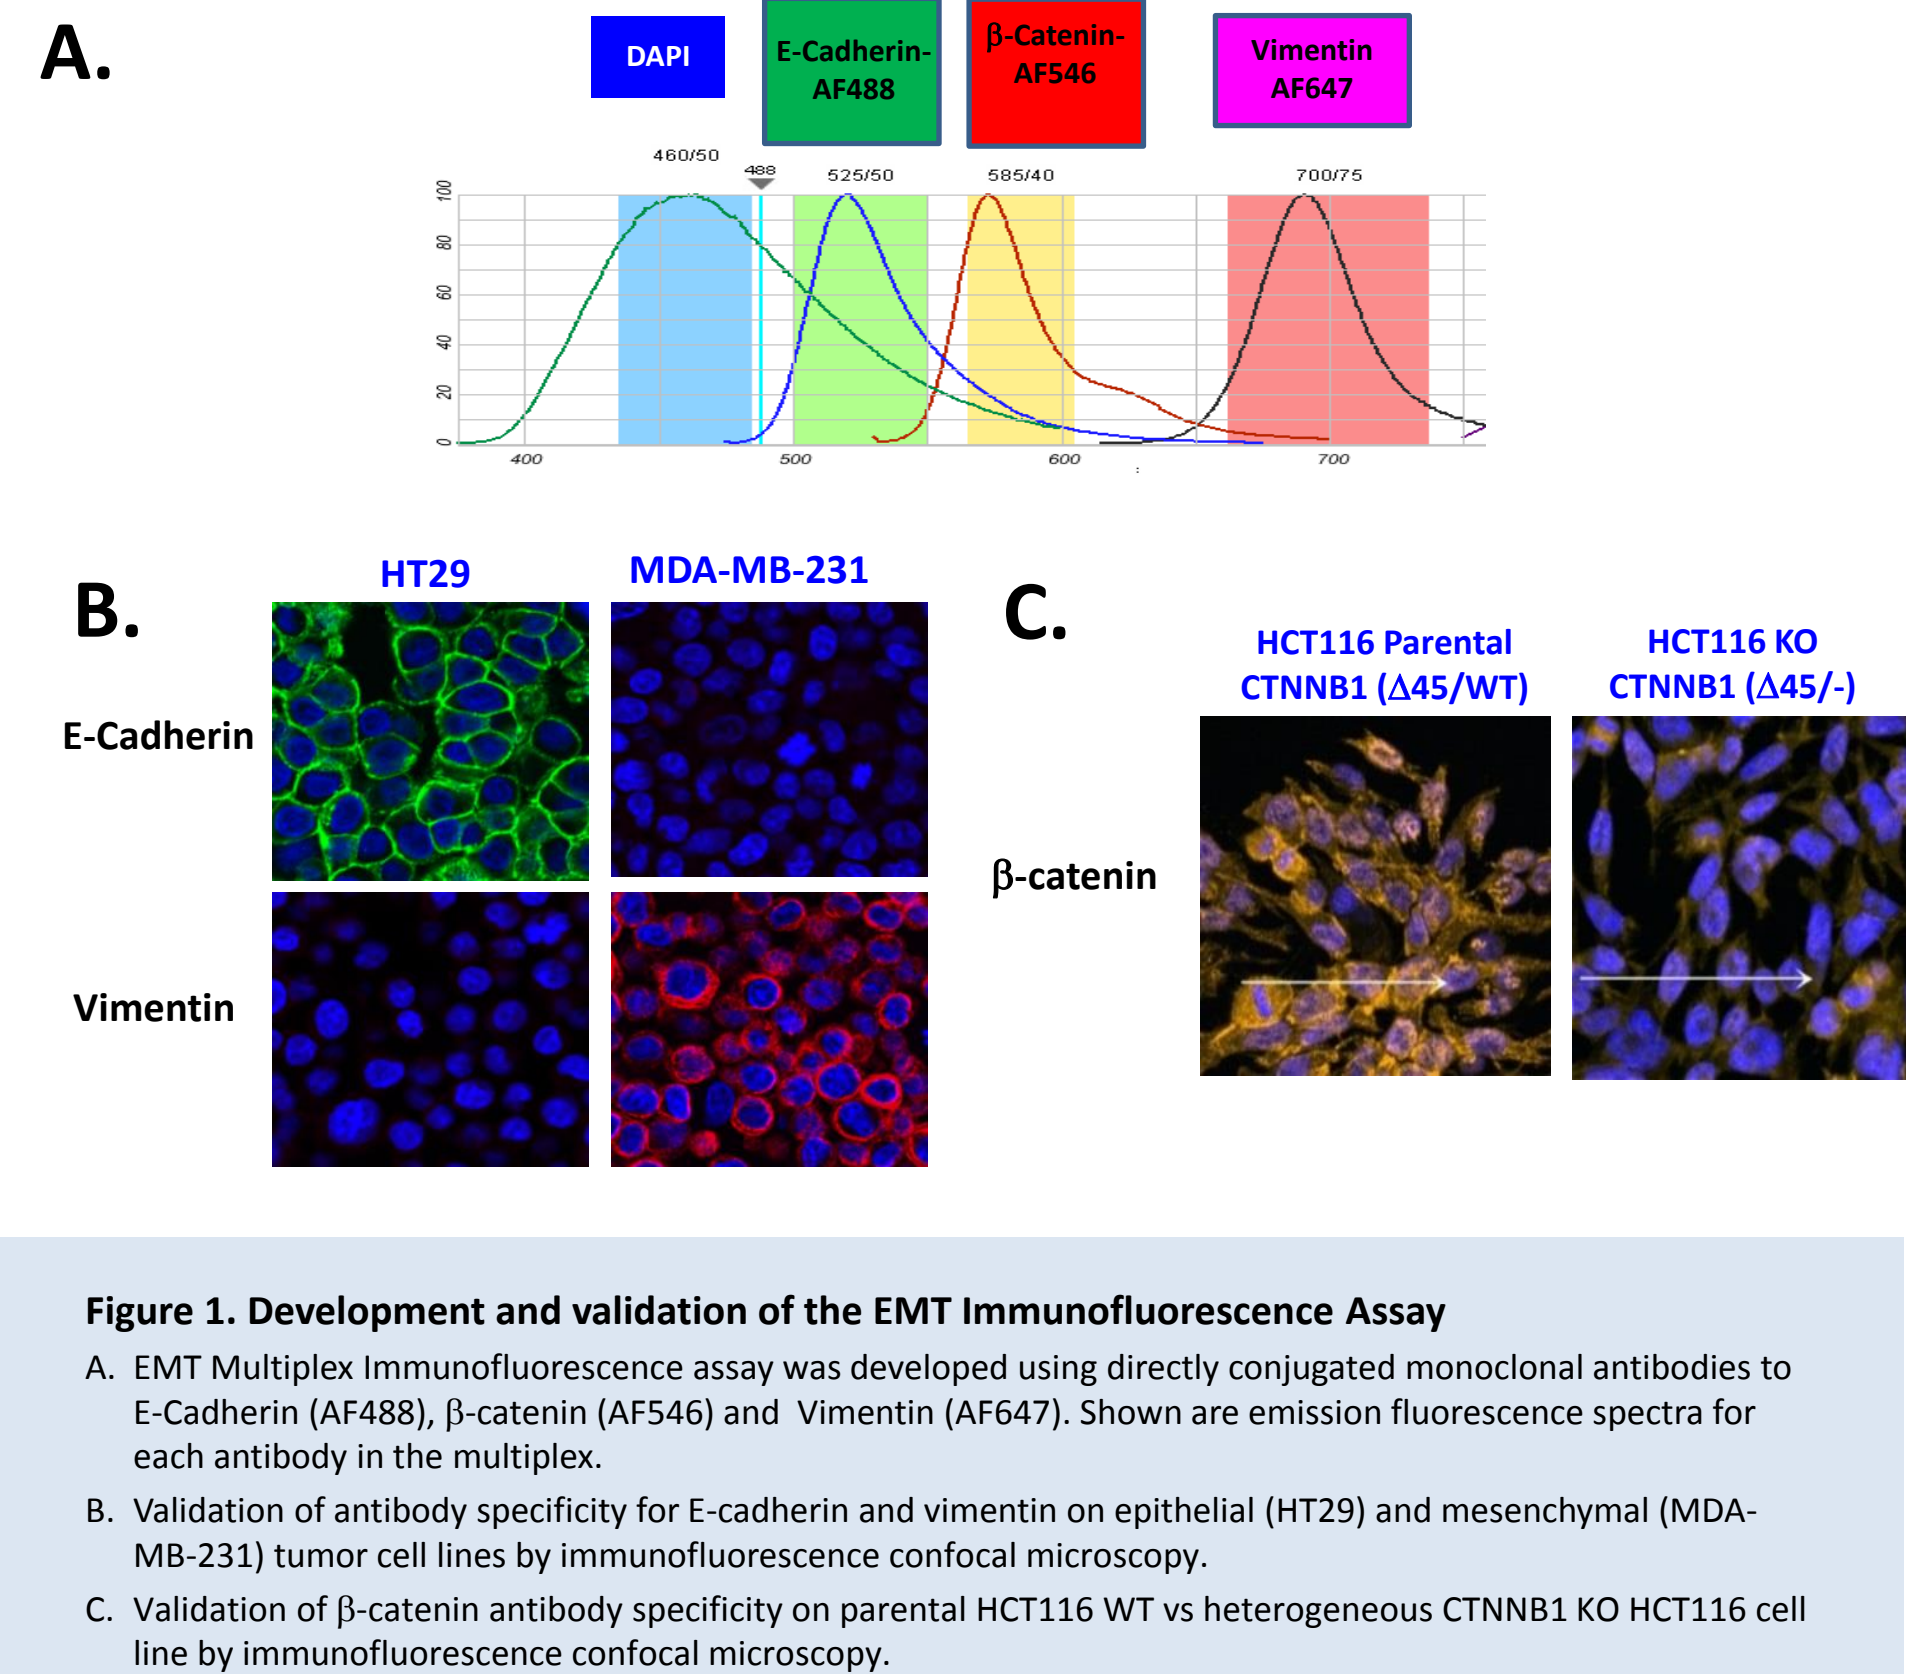 A.
DAPI
E-Cadherin-
AF488
β-Catenin-
AF546
Vimentin
AF647
460/50
488
525/50
585/40
700/75
100
80
60
40
20
0
400
500
600
700
:
B.
HT29
MDA-MB-231
E-Cadherin
Vimentin
C.
HCT116 Parental
CTNNB1 (Δ45/WT)
HCT116 KO
CTNNB1 (Δ45/-)
β-catenin
Figure 1. Development and validation of the EMT Immunofluorescence Assay
A. EMT Multiplex Immunofluorescence assay was developed using directly conjugated monoclonal antibodies to
E-Cadherin (AF488), β-catenin (AF546) and Vimentin (AF647). Shown are emission fluorescence spectra for
each antibody in the multiplex.
B. Validation of antibody specificity for E-cadherin and vimentin on epithelial (HT29) and mesenchymal (MDA-
MB-231) tumor cell lines by immunofluorescence confocal microscopy.
C. Validation of β-catenin antibody specificity on parental HCT116 WT vs heterogeneous CTNNB1 KO HCT116 cell
line by immunofluorescence confocal microscopy.